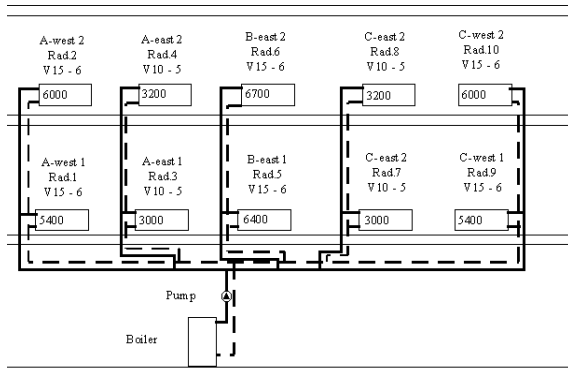 A-west 2
Rad.2
V15 - 6
6000
A-east 2
Rad.4
V10 - 5
3200
B-east 2
Rad.6
V15 - 6
6700
C-east 2
Rad.8
V10 - 5
3200
C-west 2
Rad.10
V15 - 6
6000
A-west 1
Rad.1
V15 - 6
5400
A-east 1
Rad.3
V10 - 5
3000
B-east 1
Rad.5
V15 - 6
6400
C-east 2
Rad.7
V10 - 5
3000
C-west 1
Rad.9
V15 - 6
5400
Pump
Boiler